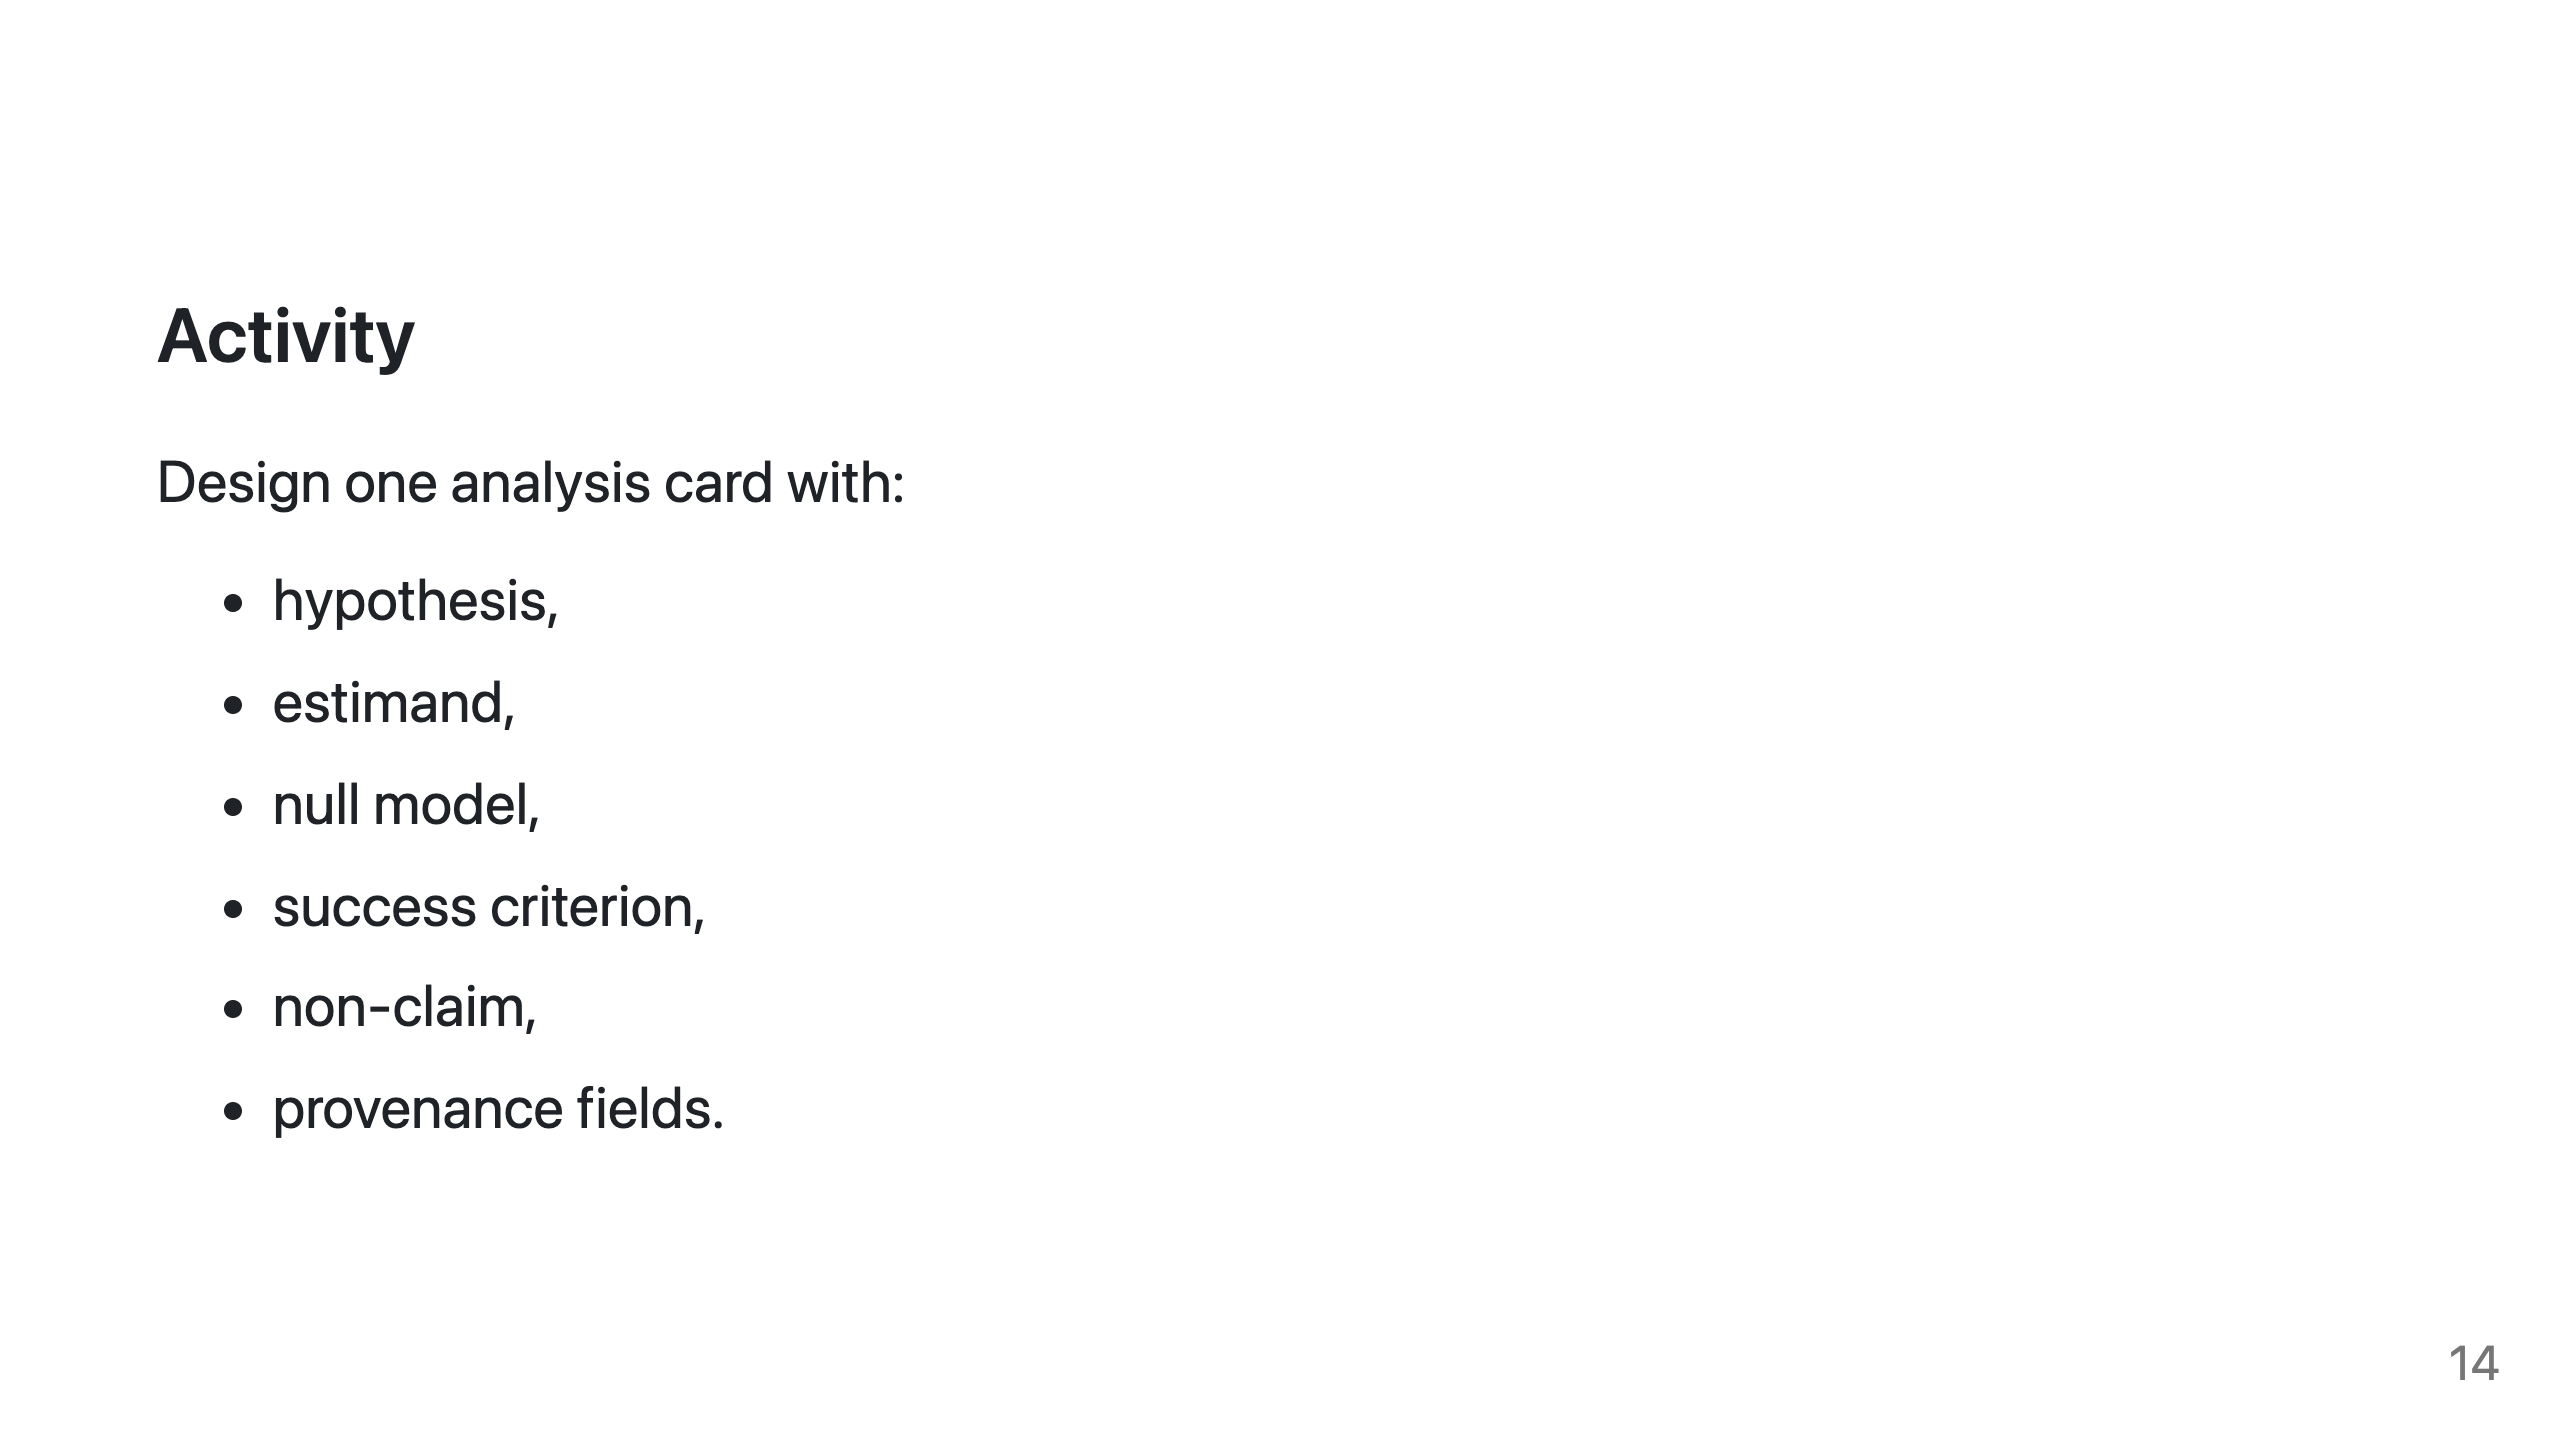 Activity
Design one analysis card with:
• hypothesis,
• estimand,
• null model,
• success criterion,
• non-claim,
• provenance fields.
14